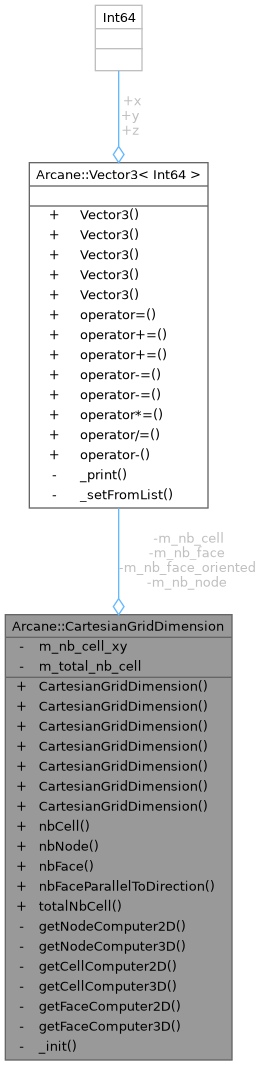 Int64
+x
+y
+z
Arcane::Vector3< Int64 >
+ Vector3()
+ Vector3()
+ Vector3()
+ Vector3()
+ Vector3()
+ operator=()
+ operator+=()
+ operator+=()
+ operator-=()
+ operator-=()
+ operator*=()
+ operator/=()
+ operator-()
- _print()
- _setFromList()
-m_nb_cell
-m_nb_face
-m_nb_face_oriented
-m_nb_node
Arcane::CartesianGridDimension
- m_nb_cell_xy
- m_total_nb_cell
+ CartesianGridDimension()
+ CartesianGridDimension()
+ CartesianGridDimension()
+ CartesianGridDimension()
+ CartesianGridDimension()
+ CartesianGridDimension()
+ CartesianGridDimension()
+ nbCell()
+ nbNode()
+ nbFace()
+ nbFaceParallelToDirection()
+ totalNbCell()
- getNodeComputer2D()
- getNodeComputer3D()
- getCellComputer2D()
- getCellComputer3D()
- getFaceComputer2D()
- getFaceComputer3D()
- _init()